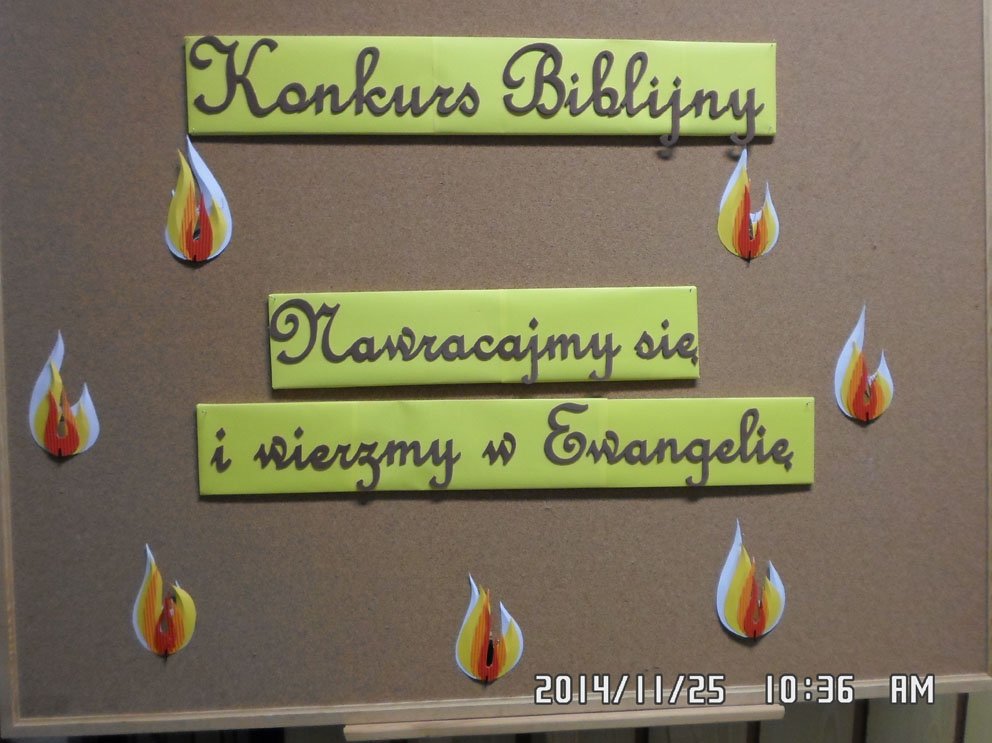 Konkurs Biblijny
Nawracajmy się
i wierzmy w Ewangelię
2014/11/25 10:36 AM